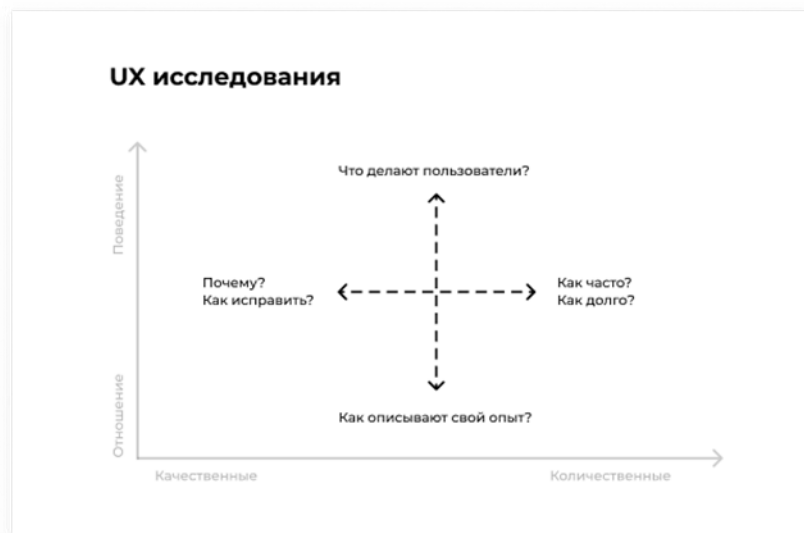 UX исследования
Что делают пользователи?
Поведение
Почему?
Как исправить?
Как часто?
Как долго?
Отношение
Как описывают свой опыт?
Качественные
Количественные